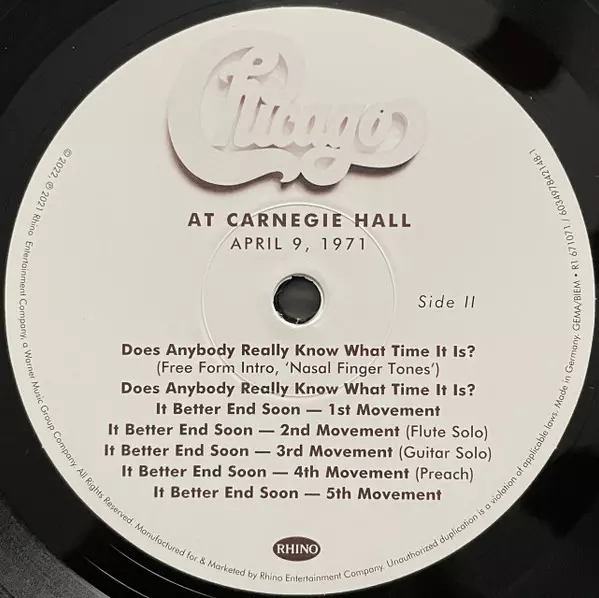 Chicago
AT CARNEGIE HALL
APRIL 9, 1971
Side II
Does Anybody Really Know What Time It Is?
(Free Form Intro, ‘Nasal Finger Tones’)
Does Anybody Really Know What Time It Is?
It Better End Soon — 1st Movement
It Better End Soon — 2nd Movement (Flute Solo)
It Better End Soon — 3rd Movement (Guitar Solo)
It Better End Soon — 4th Movement (Preach)
It Better End Soon — 5th Movement
RHINO
© 2022, ℗ 2021 Rhino Entertainment Company, a Warner Music Group Company. All Rights Reserved. Manufactured for & Marketed by Rhino Entertainment Company. Unauthorized duplication is a violation of applicable laws. Made in Germany. GEMA/BIEM • R1 671071 / 603497842148-1